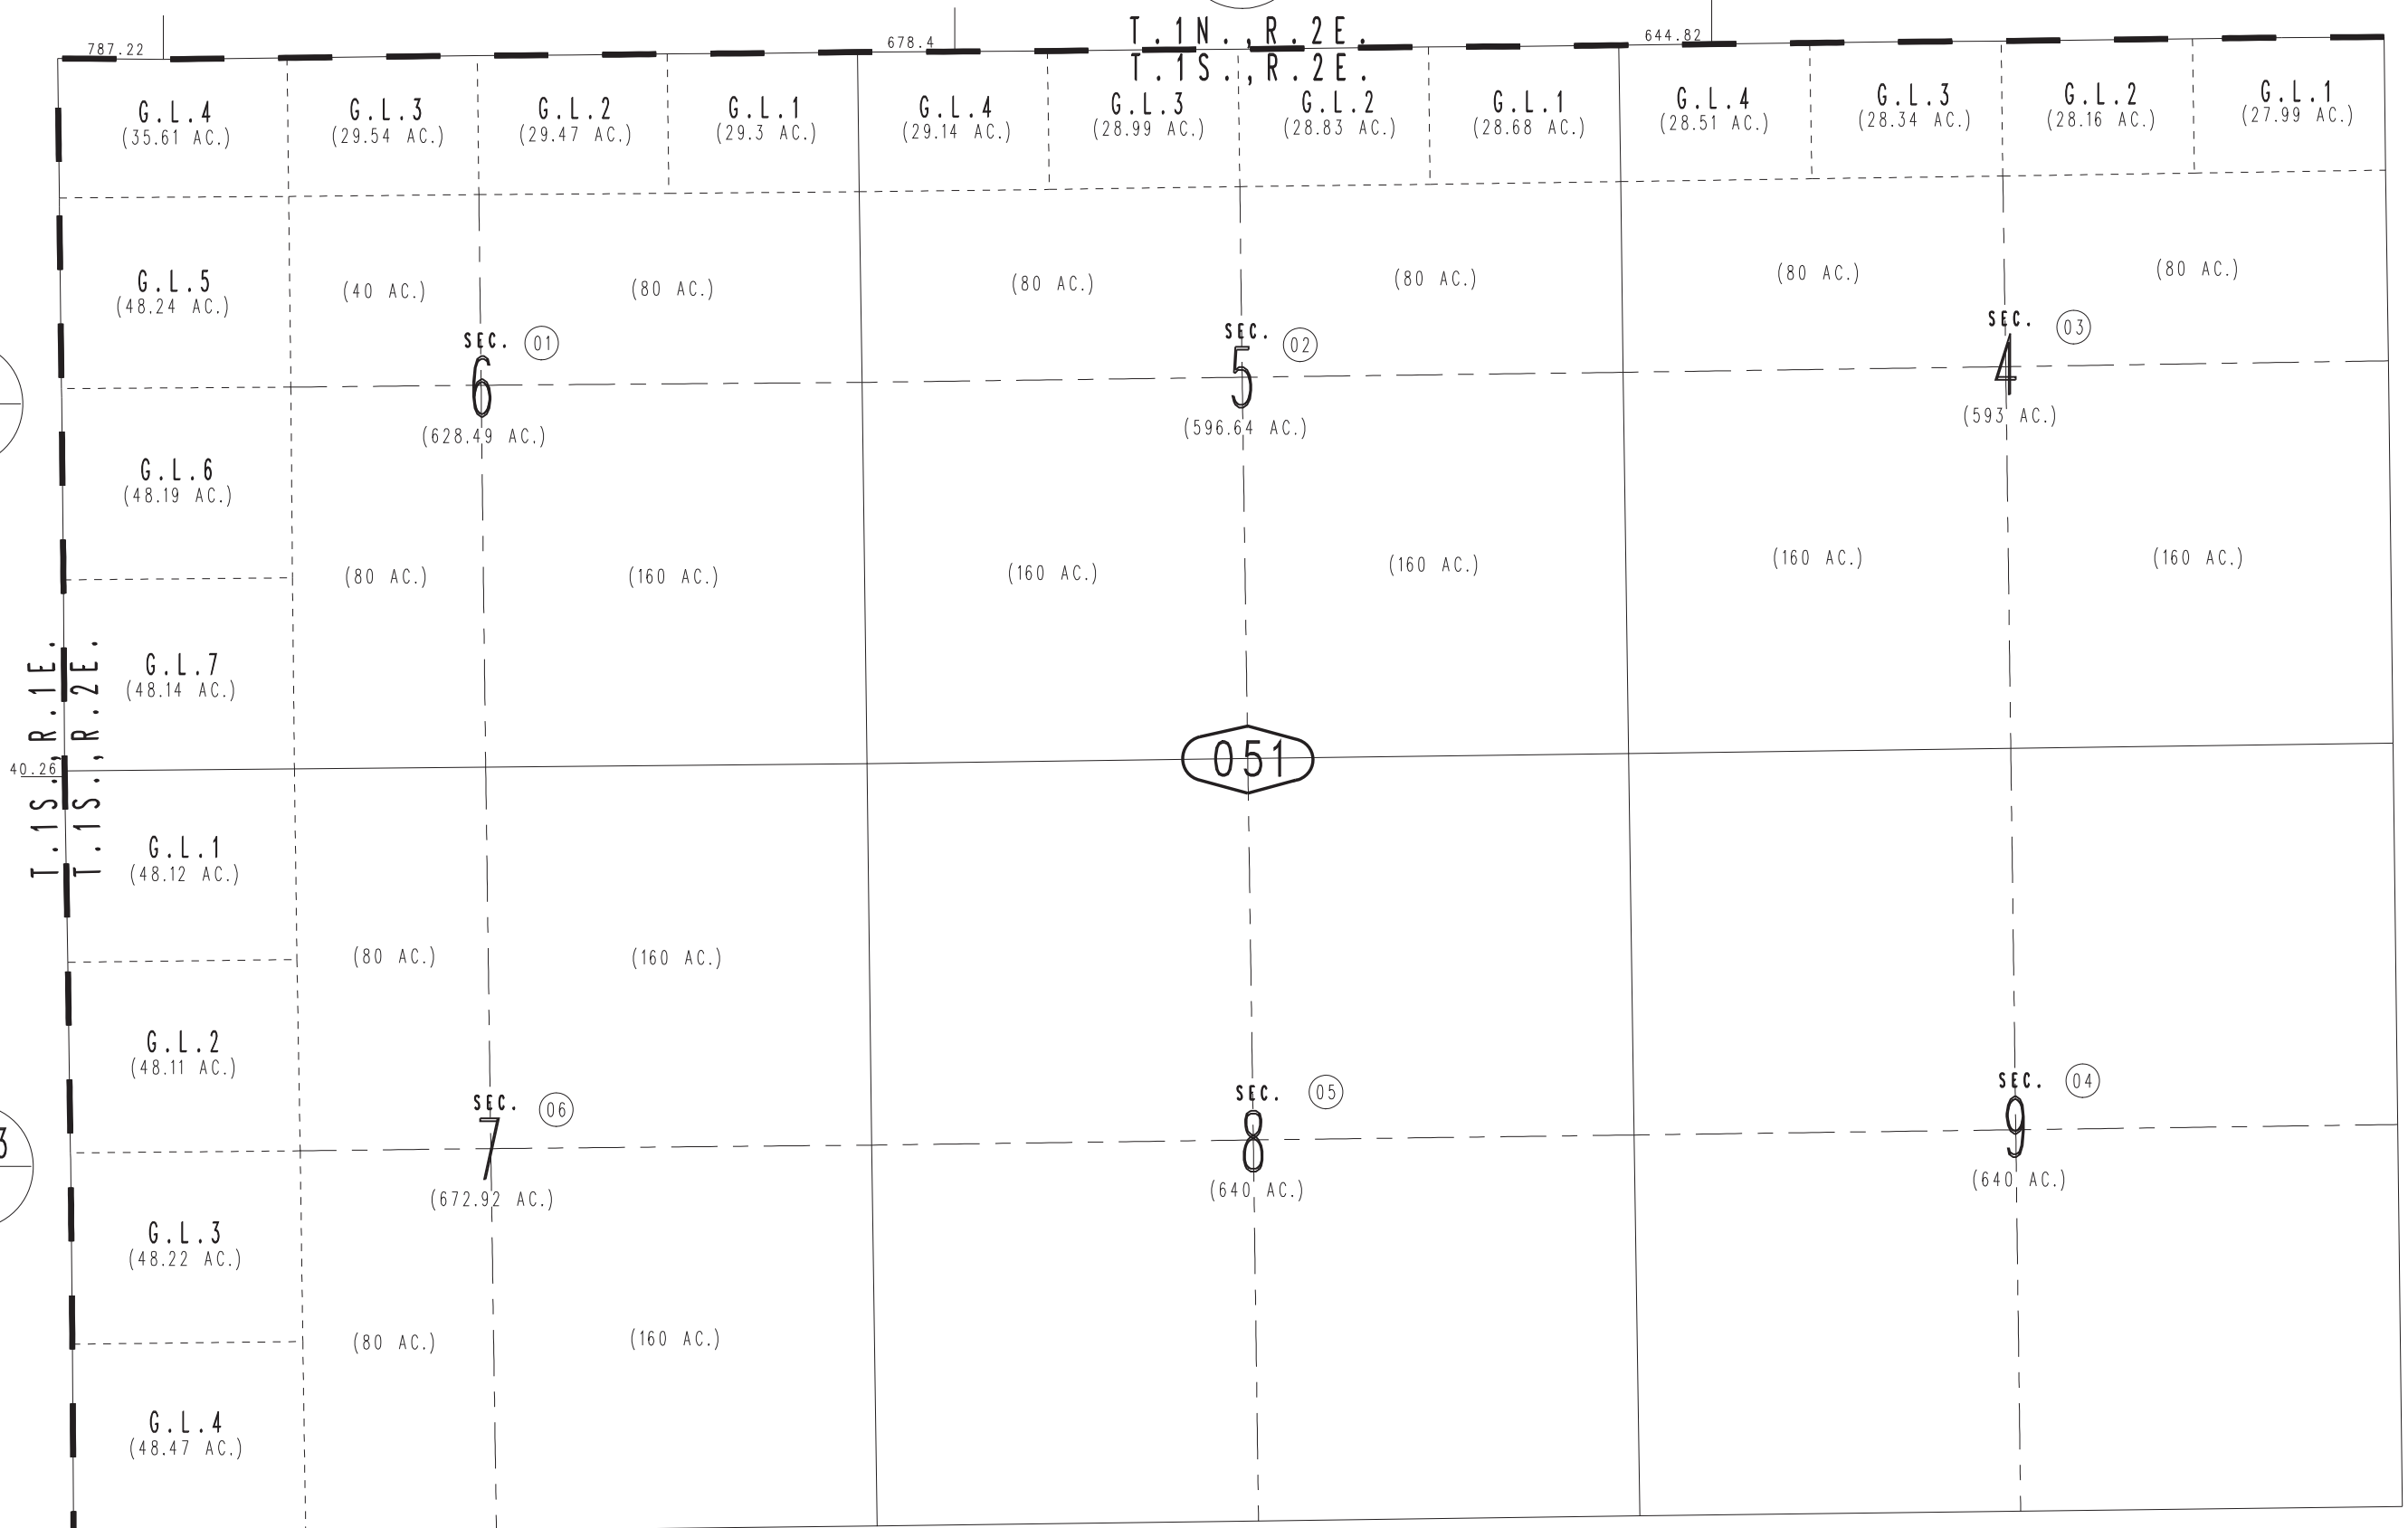 T.1N.,R.2E.
787.22
678.4
644.82
T.1S.,R.2E.
G.L.4
(35.61 AC.)
G.L.3
(29.54 AC.)
G.L.2
(29.47 AC.)
G.L.1
(29.3 AC.)
G.L.4
(29.14 AC.)
G.L.3
(28.99 AC.)
G.L.2
(28.83 AC.)
G.L.1
(28.68 AC.)
G.L.4
(28.51 AC.)
G.L.3
(28.34 AC.)
G.L.2
(28.16 AC.)
G.L.1
(27.99 AC.)
G.L.5
(48.24 AC.)
(40 AC.)
(80 AC.)
(80 AC.)
(80 AC.)
(80 AC.)
(80 AC.)
SEC. 01
6
(628.49 AC.)
SEC. 02
5
(596.64 AC.)
SEC. 03
4
(593 AC.)
G.L.6
(48.19 AC.)
(80 AC.)
(160 AC.)
(160 AC.)
(160 AC.)
(160 AC.)
(160 AC.)
T.1S.,R.1E.
T.1S.,R.2E.
G.L.7
(48.14 AC.)
40.26
051
G.L.1
(48.12 AC.)
(80 AC.)
(160 AC.)
G.L.2
(48.11 AC.)
3
SEC. 06
7
(672.92 AC.)
SEC. 05
8
(640 AC.)
SEC. 04
9
(640 AC.)
G.L.3
(48.22 AC.)
(80 AC.)
(160 AC.)
G.L.4
(48.47 AC.)